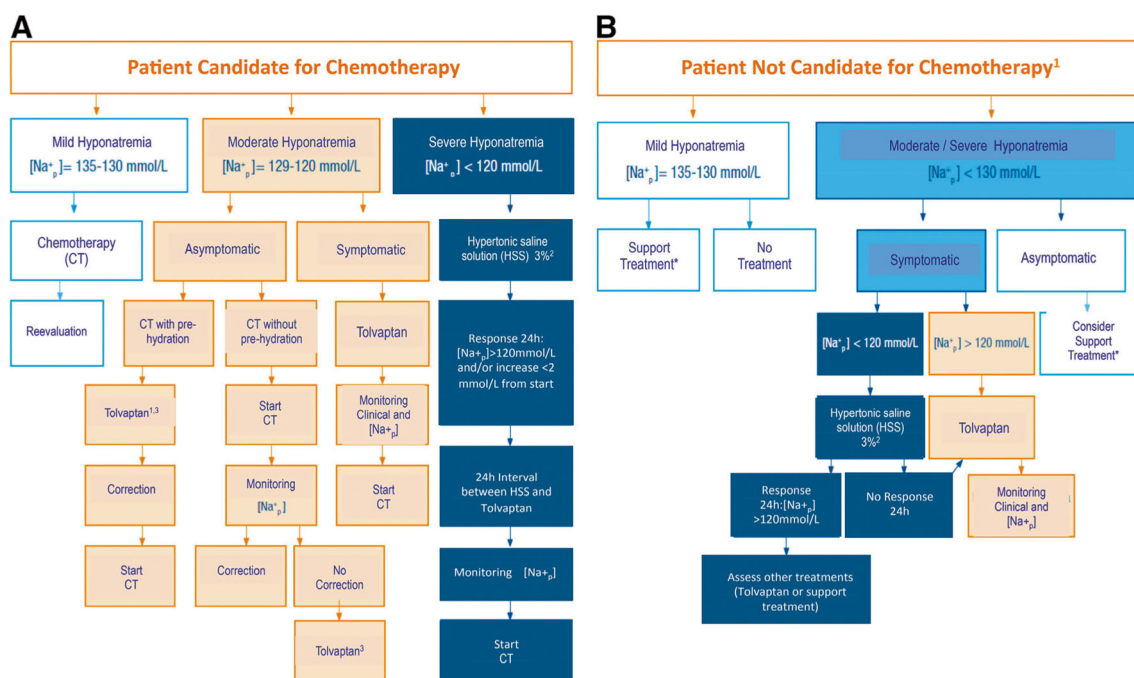 A
Patient Candidate for Chemotherapy
Mild Hyponatremia
[Na⁺ₚ]= 135-130 mmol/L
Moderate Hyponatremia
[Na⁺ₚ]= 129-120 mmol/L
Severe Hyponatremia
[Na⁺ₚ] < 120 mmol/L
Chemotherapy
(CT)
Asymptomatic
Symptomatic
Hypertonic saline
solution (HSS) 3%²
Reevaluation
CT with pre-
hydration
CT without
pre-hydration
Tolvaptan
Response 24h:
[Na+ₚ]>120mmol/L
and/or increase <2
mmol/L from start
Tolvaptan¹,³
Start
CT
Monitoring
Clinical and
[Na+ₚ]
Correction
Monitoring
[Na⁺ₚ]
Start
CT
24h Interval
between HSS and
Tolvaptan
Start
CT
Correction
No
Correction
Monitoring [Na+ₚ]
Tolvaptan³
Start
CT
B
Patient Not Candidate for Chemotherapy¹
Mild Hyponatremia
[Na⁺ₚ]= 135-130 mmol/L
Moderate / Severe Hyponatremia
[Na⁺ₚ] < 130 mmol/L
Support
Treatment*
No
Treatment
Symptomatic
Asymptomatic
[Na⁺ₚ] < 120 mmol/L
[Na⁺ₚ] > 120 mmol/L
Consider
Support
Treatment*
Hypertonic saline
solution (HSS)
3%²
Tolvaptan
Response
24h:[Na+ₚ]
>120mmol/L
No Response
24h
Monitoring
Clinical and
[Na+ₚ]
Assess other treatments
(Tolvaptan or support
treatment)